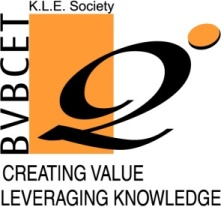 K.L.E. Society
BVBCET
CREATING VALUE
LEVERAGING KNOWLEDGE